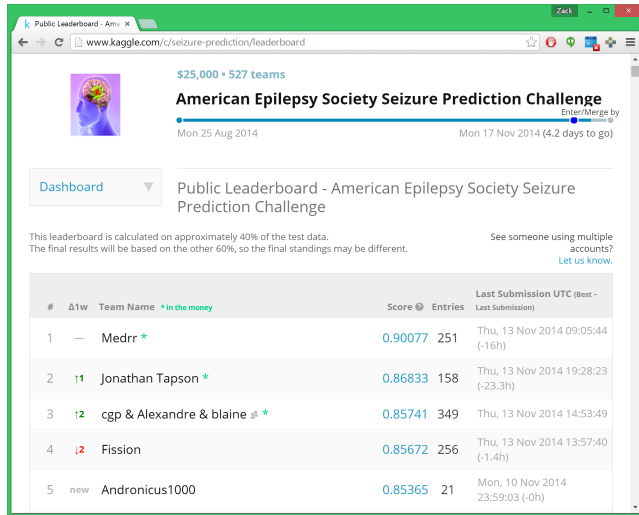 Zack
k Public Leaderboard - Ame ×
www.kaggle.com/c/seizure-prediction/leaderboard
$25,000 • 527 teams
American Epilepsy Society Seizure Prediction Challenge
Enter/Merge by
Mon 25 Aug 2014
Mon 17 Nov 2014 (4.2 days to go)
Dashboard ▼
Public Leaderboard - American Epilepsy Society Seizure
Prediction Challenge
This leaderboard is calculated on approximately 40% of the test data.
The final results will be based on the other 60%, so the final standings may be different.
See someone using multiple
accounts?
Let us know.
# Δ1w Team Name * in the money Score Entries Last Submission UTC (Best – Last Submission)
1 — Medrr * 0.90077 251 Thu, 13 Nov 2014 09:05:44
(-16h)
2 ↑1 Jonathan Tapson * 0.86833 158 Thu, 13 Nov 2014 19:28:23
(-23.3h)
3 ↑2 cgp & Alexandre & blaine * 0.85741 349 Thu, 13 Nov 2014 14:53:49
4 ↓2 Fission 0.85672 256 Thu, 13 Nov 2014 13:57:40
(-1.4h)
5 new Andronicus1000 0.85365 21 Mon, 10 Nov 2014
23:59:03 (-0h)